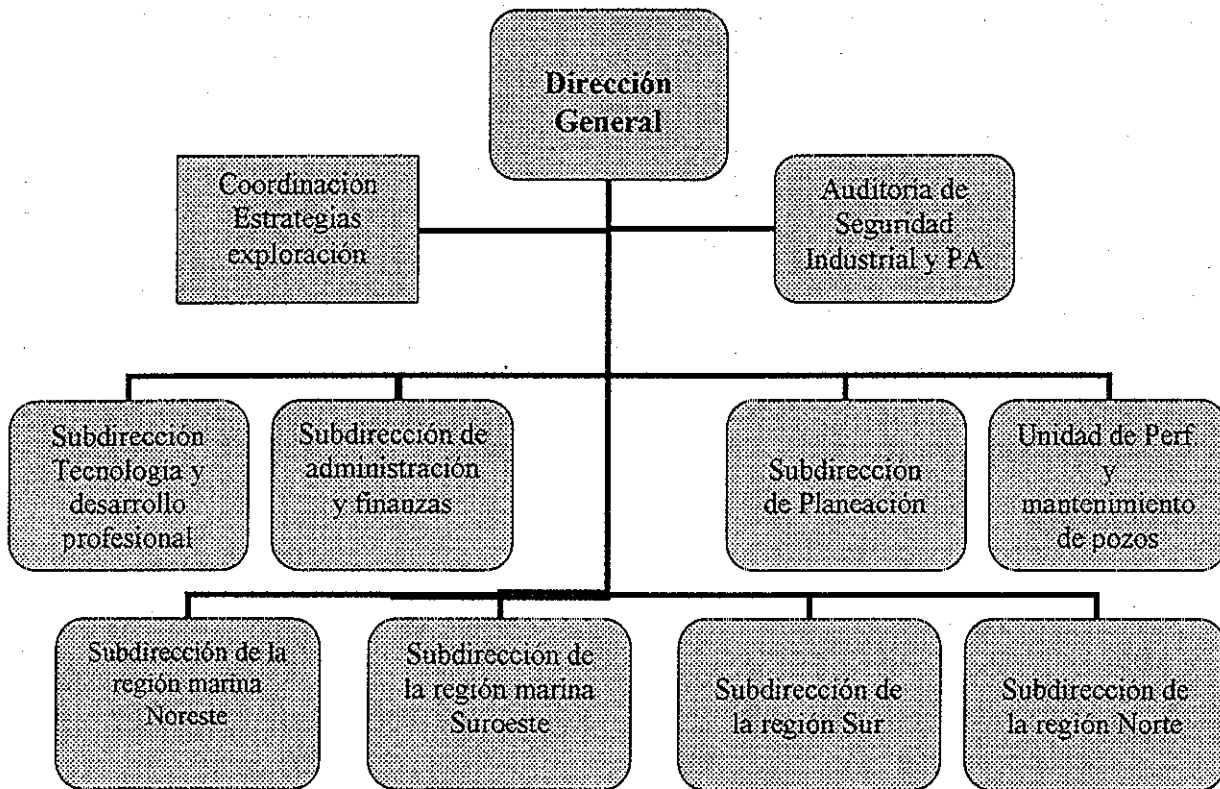 Dirección
General
Coordinación
Estrategias
exploración
Auditoría de
Seguridad
Industrial y PA
Subdirección
Tecnología y
desarrollo
profesional
Subdirección de
administración
y finanzas
Subdirección
de Planeación
Unidad de Perf.
y
mantenimiento
de pozos
Subdirección de la
región marina
Noreste
Subdirección de
la región marina
Suroeste
Subdirección de
la región Sur
Subdirección de
la región Norte